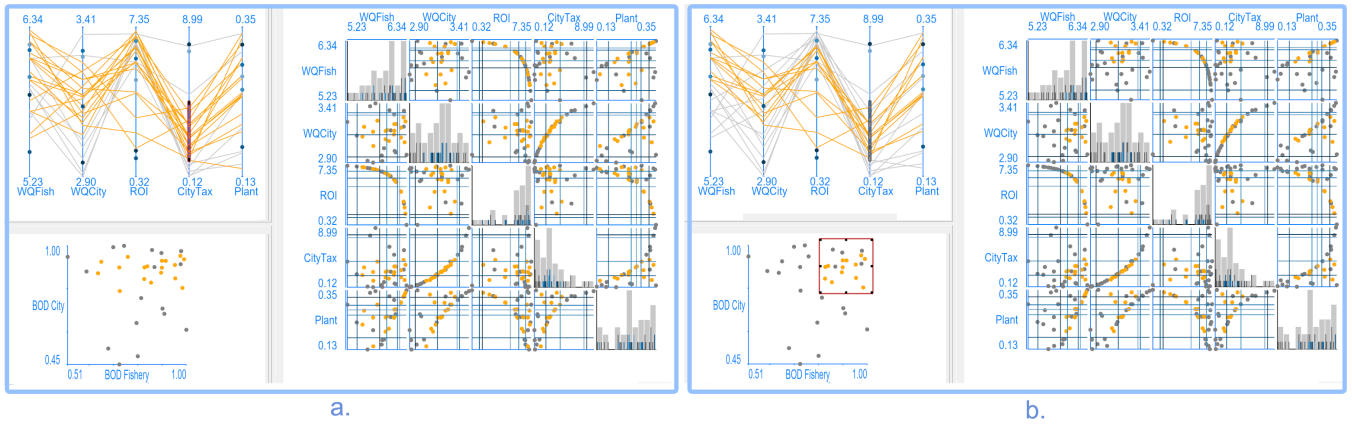 6.34 3.41 7.35 8.99 0.35
5.23 2.90 0.32 0.12 0.13
WQFish WQCity ROI CityTax Plant
1.00
BOD City
0.45
0.51 BOD Fishery 1.00
WQFish WQCity ROI CityTax Plant
5.23 6.34 2.90 3.41 0.32 7.35 0.12 8.99 0.13 0.35
6.34
WQFish
5.23
3.41
WQCity
2.90
7.35
ROI
0.32
8.99
CityTax
0.12
0.35
Plant
0.13
a.
6.34 3.41 7.35 8.99 0.35
5.23 2.90 0.32 0.12 0.13
WQFish WQCity ROI CityTax Plant
1.00
BOD City
0.45
0.51 BOD Fishery 1.00
WQFish WQCity ROI CityTax Plant
5.23 6.34 2.90 3.41 0.32 7.35 0.12 8.99 0.13 0.35
6.34
WQFish
5.23
3.41
WQCity
2.90
7.35
ROI
0.32
8.99
CityTax
0.12
0.35
Plant
0.13
b.